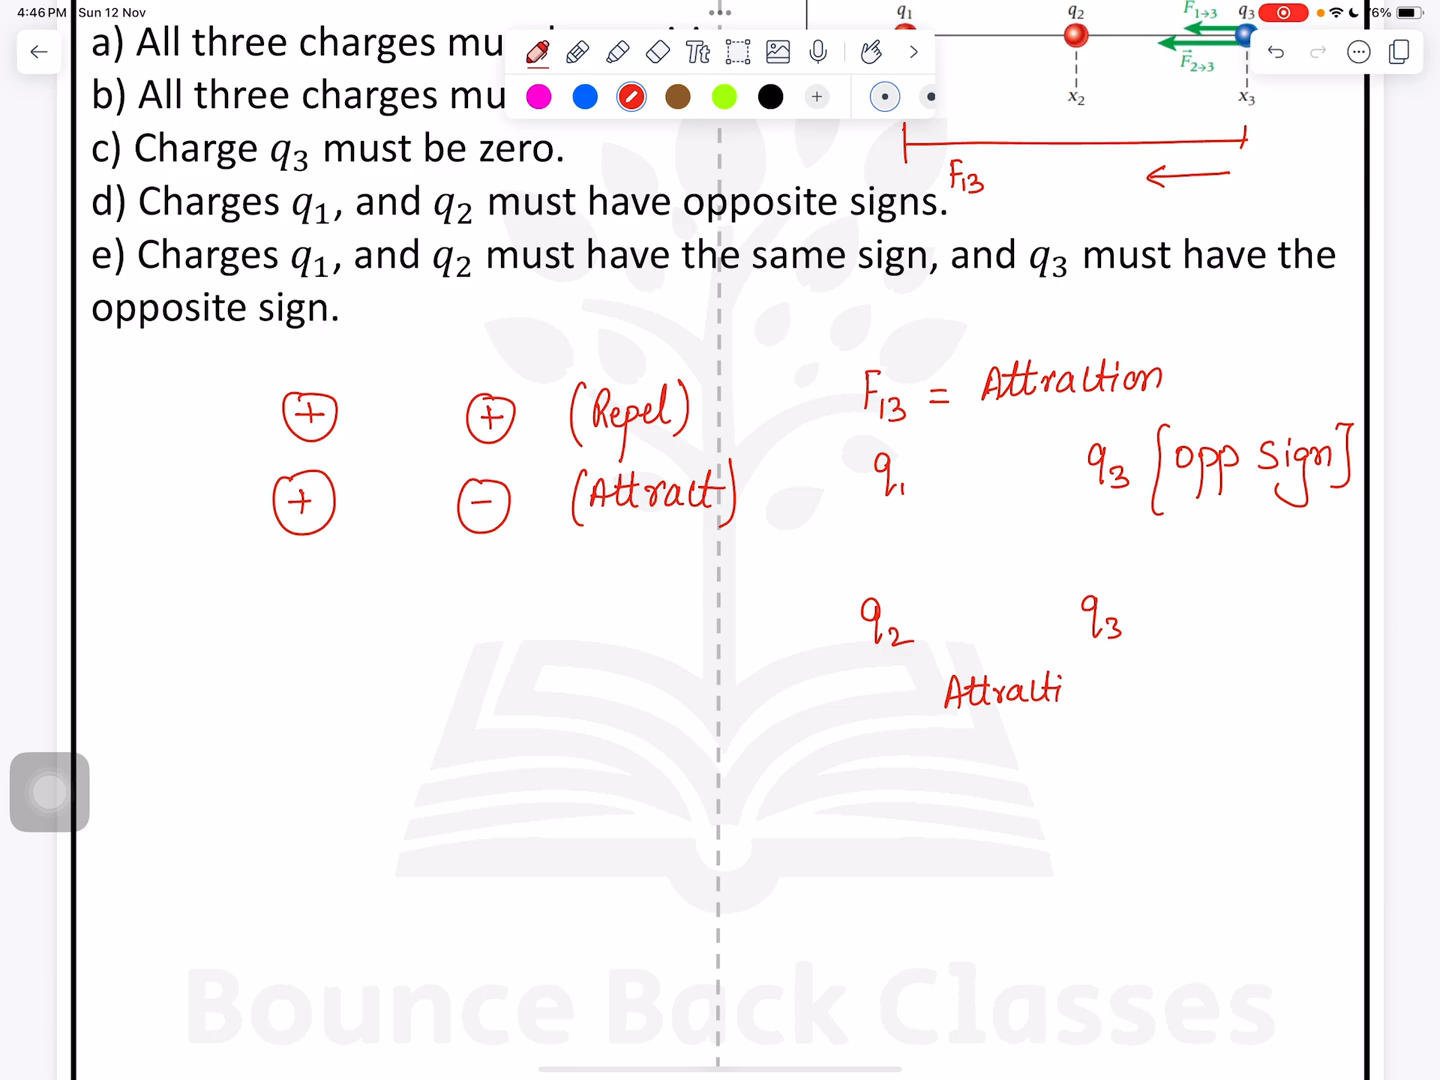 4:46 PM Sun 12 Nov
76%
q1 q2 F1→3 q3
a) All three charges mu
F2→3
x2 x3
b) All three charges mu
Tt
c) Charge q3 must be zero.
F13
d) Charges q1, and q2 must have opposite signs.
e) Charges q1, and q2 must have the same sign, and q3 must have the
opposite sign.
+ + (Repel)
+ − (Attract)
F13 = Attraction
q1 q3 [opp sign]
q2 q3
Attracti
Bounce Back Classes